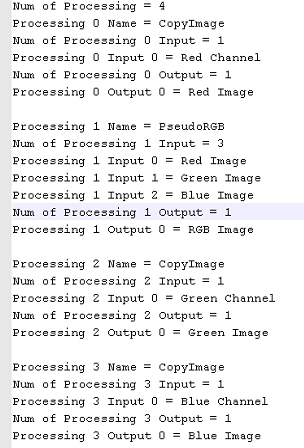 Num of Processing = 4
Processing 0 Name = CopyImage
Num of Processing 0 Input = 1
Processing 0 Input 0 = Red Channel
Num of Processing 0 Output = 1
Processing 0 Output 0 = Red Image
Processing 1 Name = PseudoRGB
Num of Processing 1 Input = 3
Processing 1 Input 0 = Red Image
Processing 1 Input 1 = Green Image
Processing 1 Input 2 = Blue Image
Num of Processing 1 Output = 1
Processing 1 Output 0 = RGB Image
Processing 2 Name = CopyImage
Num of Processing 2 Input = 1
Processing 2 Input 0 = Green Channel
Num of Processing 2 Output = 1
Processing 2 Output 0 = Green Image
Processing 3 Name = CopyImage
Num of Processing 3 Input = 1
Processing 3 Input 0 = Blue Channel
Num of Processing 3 Output = 1
Processing 3 Output 0 = Blue Image